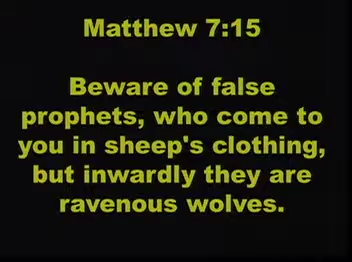 Matthew 7:15
Beware of false
prophets, who come to
you in sheep's clothing,
but inwardly they are
ravenous wolves.